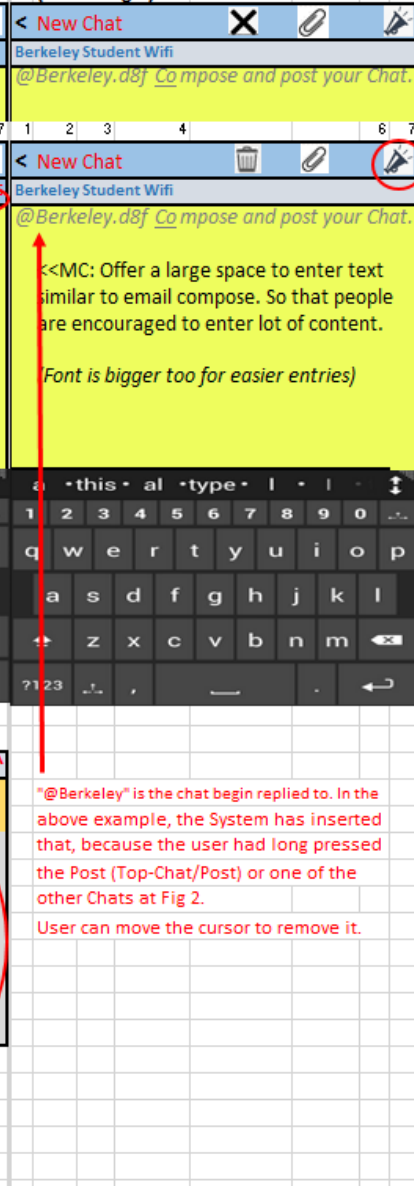 < New Chat
Berkeley Student Wifi
@Berkeley.d8f Compose and post your Chat.
7 1 2 3 4 6 7
< New Chat
Berkeley Student Wifi
@Berkeley.d8f Compose and post your Chat.
<<MC: Offer a large space to enter text
similar to email compose. So that people
are encouraged to enter lot of content.
(Font is bigger too for easier entries)
a •this• al •type• I • I
1 2 3 4 5 6 7 8 9 0
q w e r t y u i o p
a s d f g h j k l
z x c v b n m
?123 , .
"@Berkeley" is the chat begin replied to. In the
above example, the System has inserted
that, because the user had long pressed
the Post (Top-Chat/Post) or one of the
other Chats at Fig 2.
User can move the cursor to remove it.